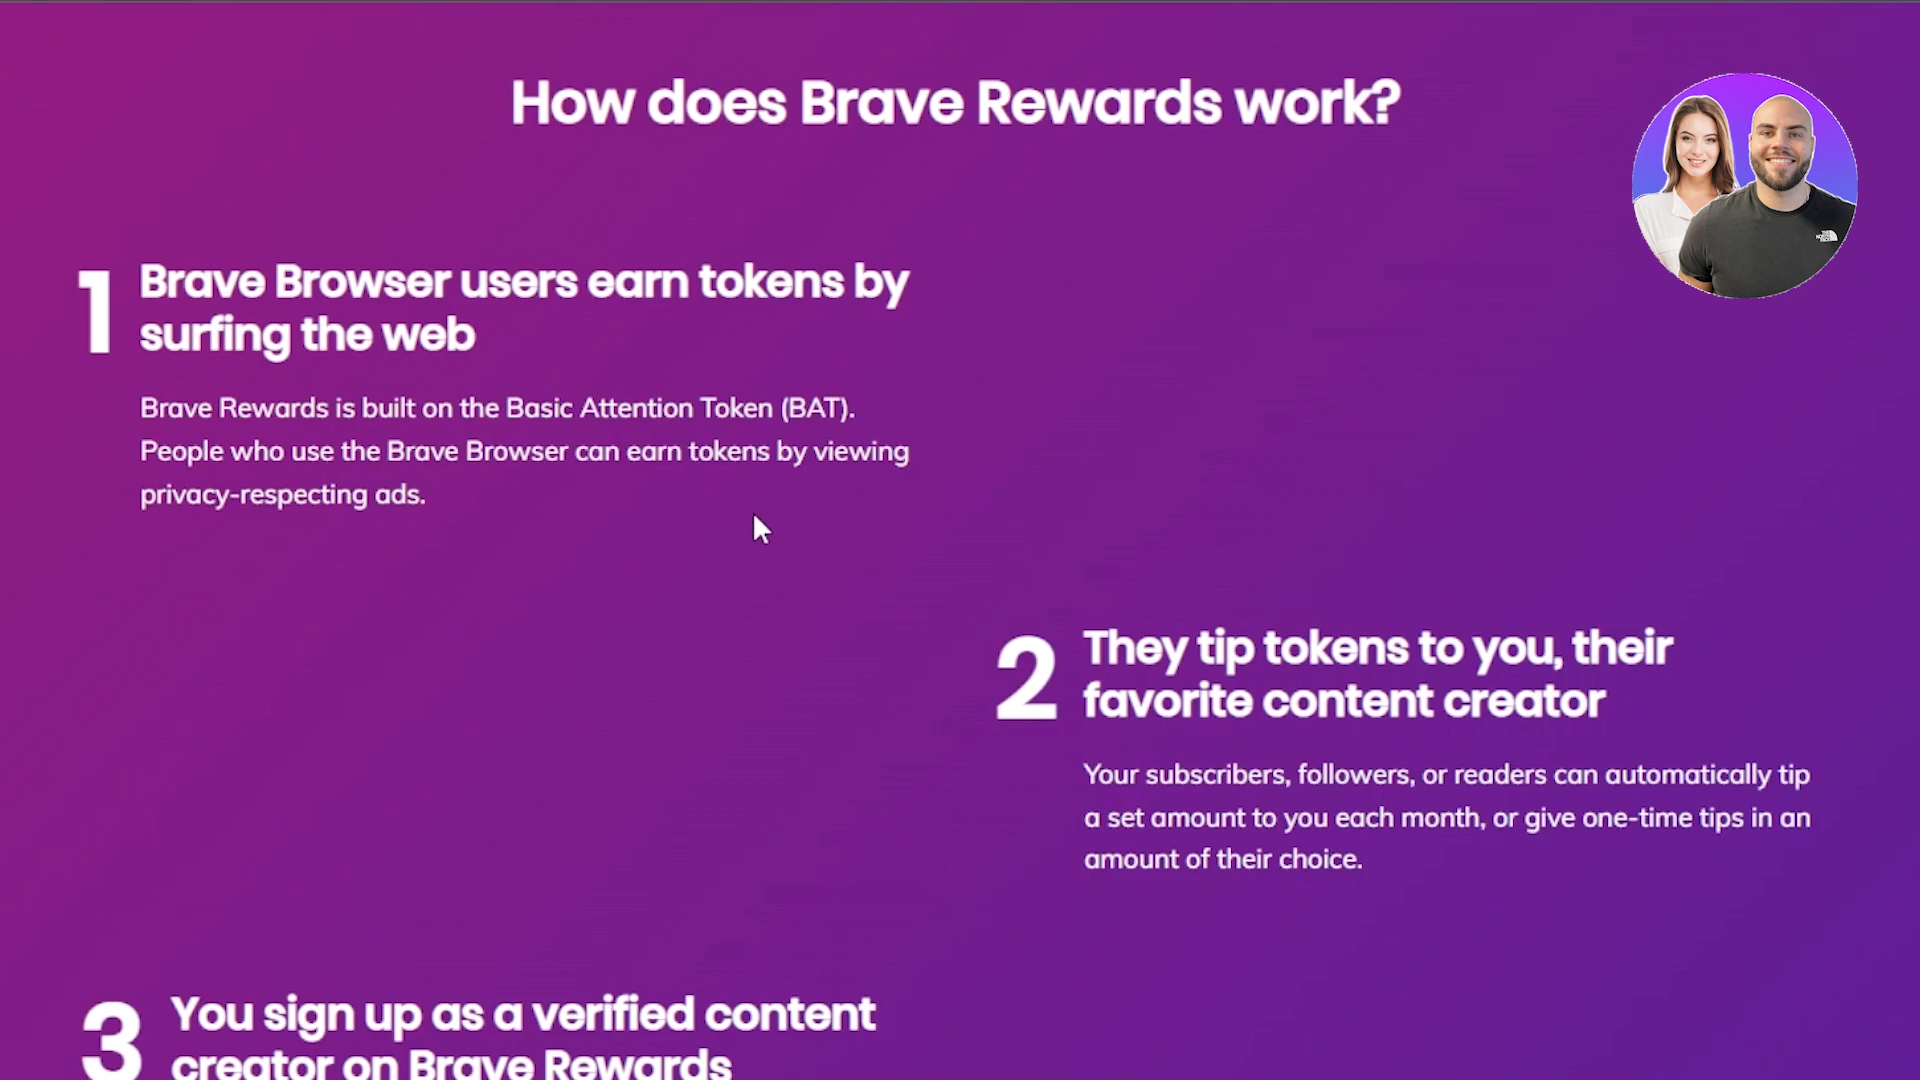 How does Brave Rewards work?
1
Brave Browser users earn tokens by
surfing the web
Brave Rewards is built on the Basic Attention Token (BAT).
People who use the Brave Browser can earn tokens by viewing
privacy-respecting ads.
2
They tip tokens to you, their
favorite content creator
Your subscribers, followers, or readers can automatically tip
a set amount to you each month, or give one-time tips in an
amount of their choice.
3
You sign up as a verified content
creator on Brave Rewards